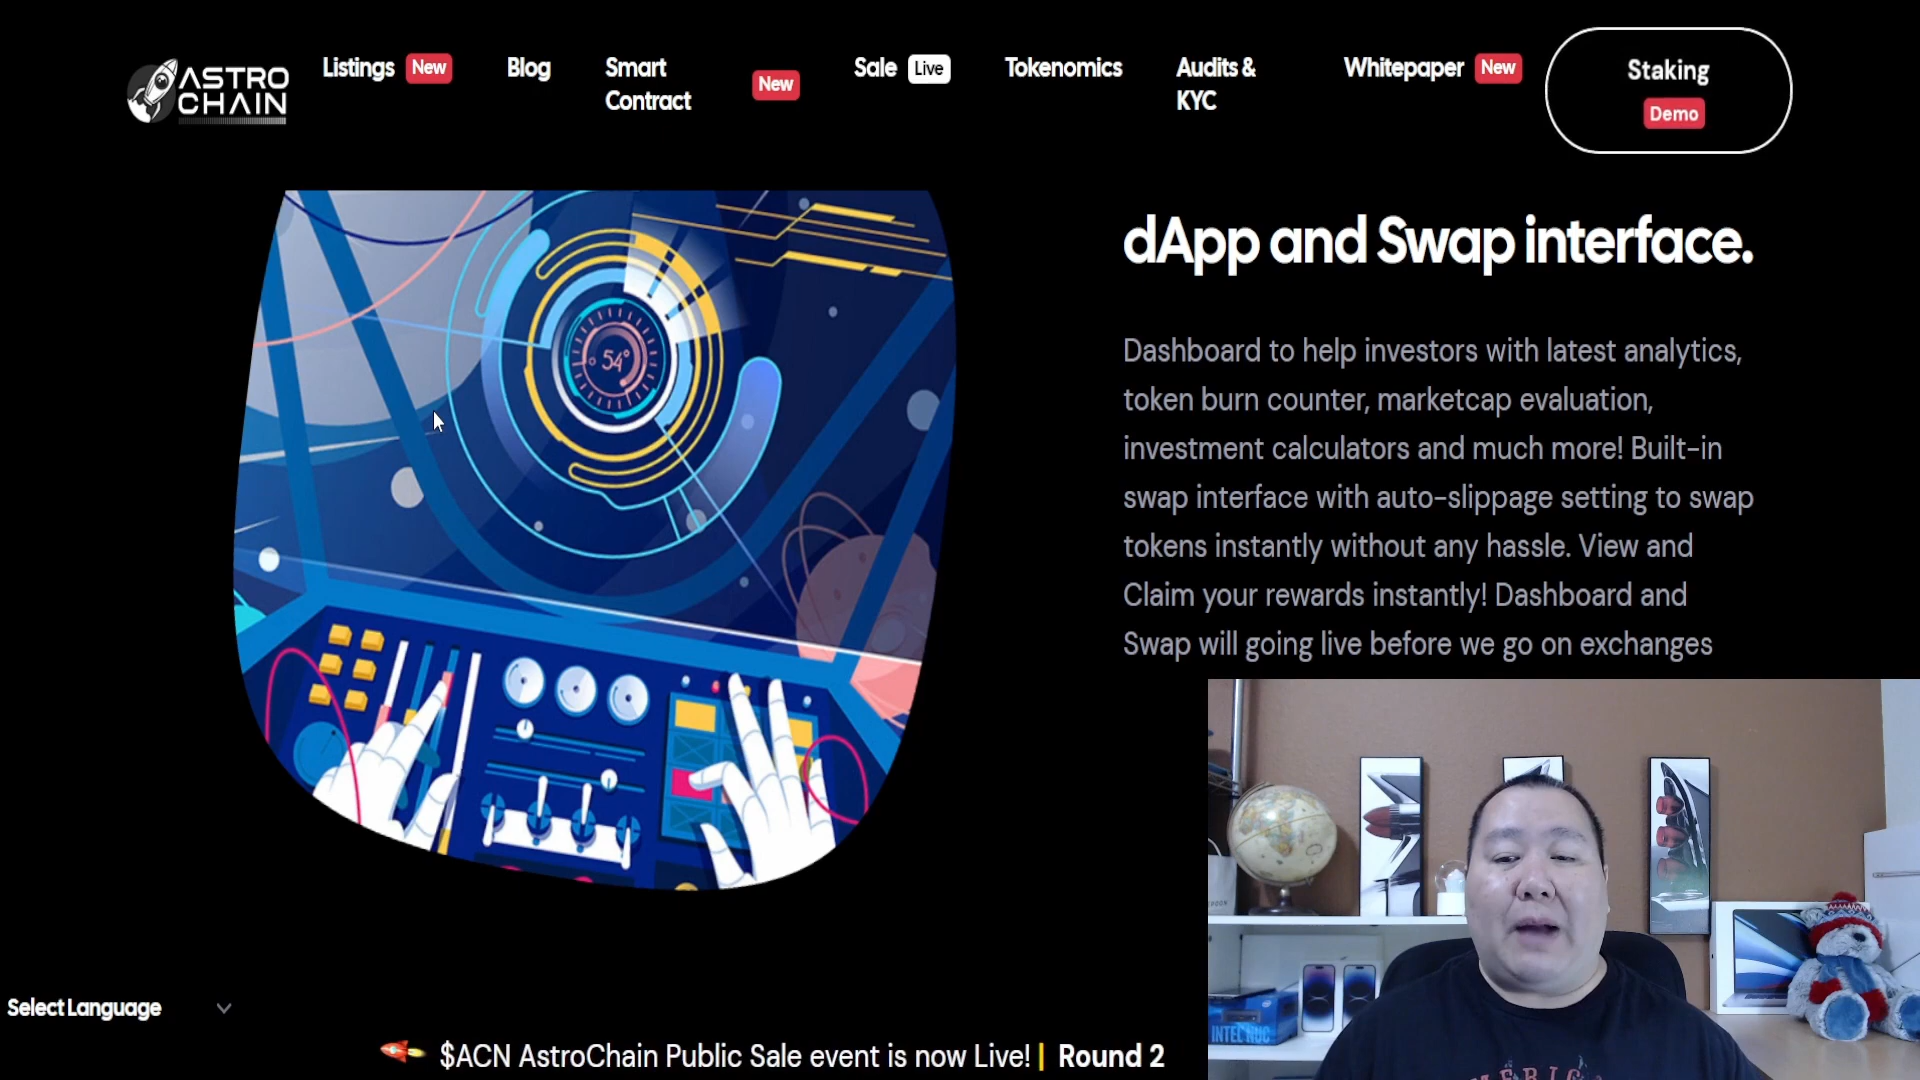 ASTRO
CHAIN
Listings New
Blog
Smart
Contract
New
Sale Live
Tokenomics
Audits &
KYC
Whitepaper New
Staking
Demo
54°
dApp and Swap interface.
Dashboard to help investors with latest analytics,
token burn counter, marketcap evaluation,
investment calculators and much more! Built-in
swap interface with auto-slippage setting to swap
tokens instantly without any hassle. View and
Claim your rewards instantly! Dashboard and
Swap will going live before we go on exchanges
INTEL NUC
Select Language
$ACN AstroChain Public Sale event is now Live! | Round 2